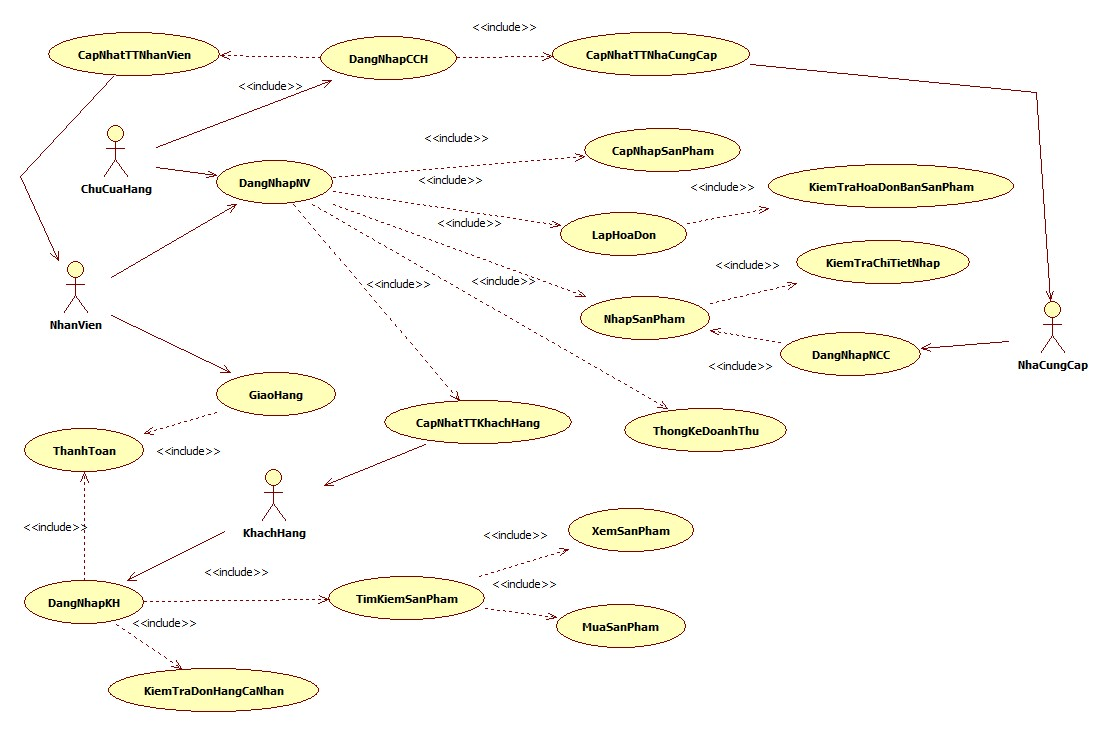 <<include>>
CapNhatTTNhanVien
DangNhapCCH
CapNhatTTNhaCungCap
<<include>>
ChuCuaHang
<<include>>
CapNhapSanPham
DangNhapNV
<<include>>
<<include>>
KiemTraHoaDonBanSanPham
<<include>>
LapHoaDon
<<include>>
KiemTraChiTietNhap
<<include>>
<<include>>
NhanVien
NhapSanPham
DangNhapNCC
<<include>>
NhaCungCap
GiaoHang
CapNhatTTKhachHang
ThongKeDoanhThu
ThanhToan
<<include>>
<<include>>
KhachHang
XemSanPham
<<include>>
<<include>>
<<include>>
DangNhapKH
TimKiemSanPham
<<include>>
MuaSanPham
KiemTraDonHangCaNhan